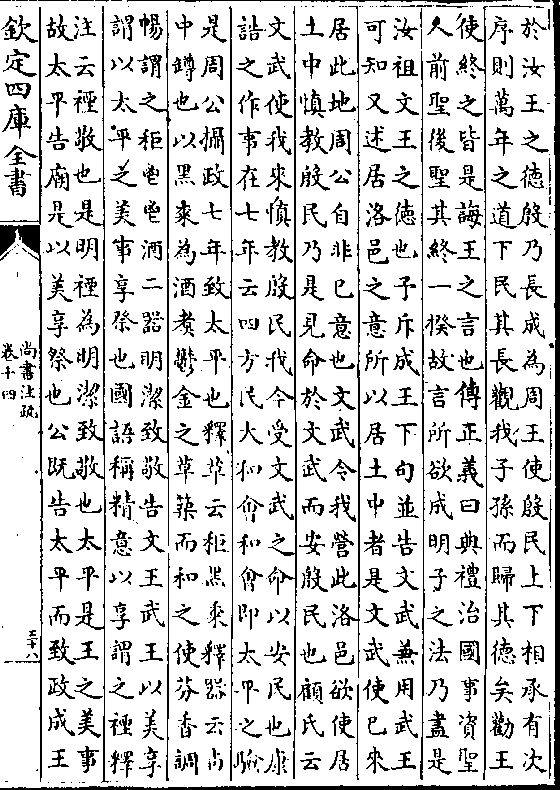 於汝王之德殷乃長成為周王使殷民上下相承有次
序則萬年之道下民其長觀我子孫而歸其德矣勸王
使終之皆是誨王之言也傳正義曰典禮治國事資聖
人前聖後聖其終一揆故言所欲成明子之法乃盡是
汝祖文王之徳也予斥成王下句並告文武兼用武王
可知又述居洛邑之意所以居土中者是文武使已來
居此地周公自非已意也文武令我營此洛邑欲使居
土中慎教殷民乃是見命於文武而安殷民也顧氏云
文武使我來慎教殷民我今受文武之命以安民也康
誥之作事在七年云四方民大和會和會即太平之驗
是周公攝政七年致太平也釋草云秬黑黍釋器云卣
中罇也以黑黍為酒煑鬱金之草築而和之使芬香調
暢謂之秬鬯鬯酒二器明潔致敬告文王武王以美享
謂以太平之美事享祭也國語稱精意以享謂之禋釋
注云禋敬也是明禋為明潔致敬也太平是王之美事
故太平告廟是以美享祭也公既告太平而致政成王
欽定四庫全書
尚書注疏
卷十四
三十八